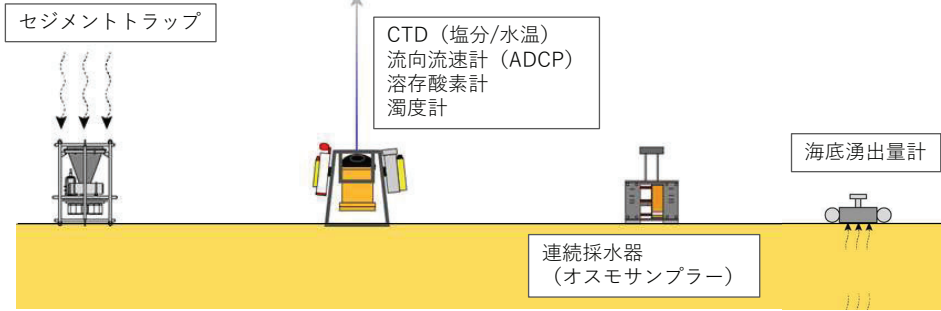 セジメントトラップ
CTD（塩分/水温）
流向流速計（ADCP）
溶存酸素計
濁度計
海底湧出量計
連続採水器
（オスモサンプラー）